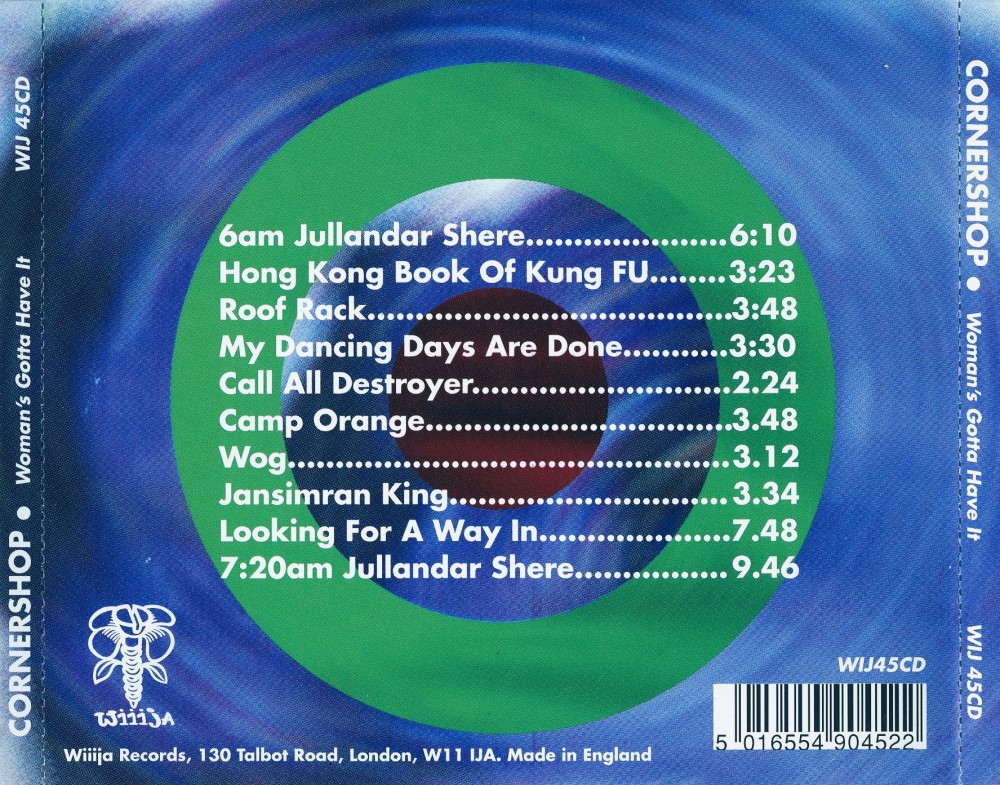 CORNERSHOP • Woman's Gotta Have It WIJ 45CD
6am Jullandar Shere......................6:10
Hong Kong Book Of Kung FU........3:23
Roof Rack......................................3:48
My Dancing Days Are Done...........3:30
Call All Destroyer..........................2.24
Camp Orange................................3.48
Wog..............................................3.12
Jansimran King.............................3.34
Looking For A Way In....................7.48
7:20am Jullandar Shere................9.46
wiiija
Wiiija Records, 130 Talbot Road, London, W11 IJA. Made in England
WIJ45CD
5 016554 904522
CORNERSHOP • Woman's Gotta Have It WIJ 45CD